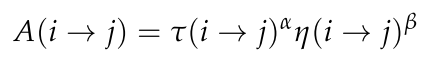 A(i → j) = τ(i → j)^α η(i → j)^β